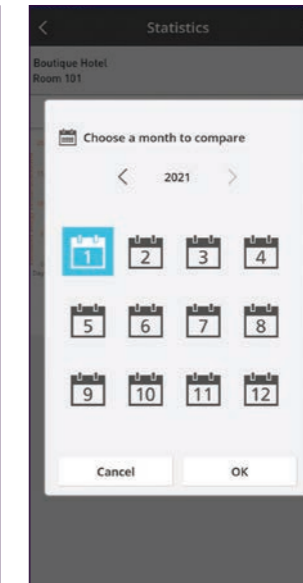 Statistics
Boutique Hotel
Room 101
Choose a month to compare
2021
1 2 3 4
5 6 7 8
9 10 11 12
Cancel OK